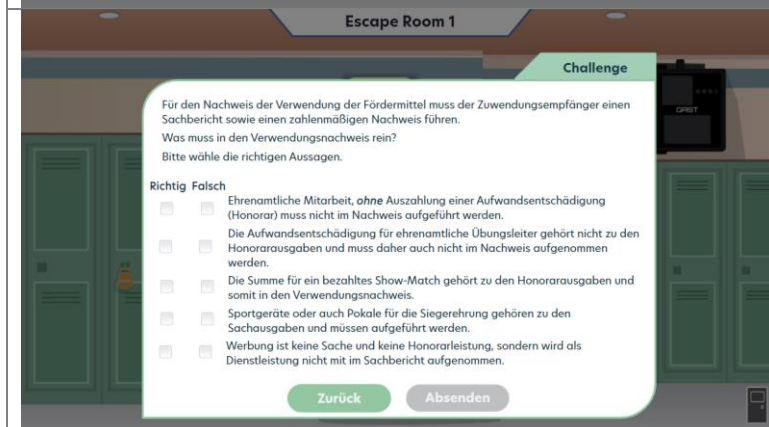 Escape Room 1
Challenge
GAST
Für den Nachweis der Verwendung der Fördermittel muss der Zuwendungsempfänger einen
Sachbericht sowie einen zahlenmäßigen Nachweis führen.
Was muss in den Verwendungsnachweis rein?
Bitte wähle die richtigen Aussagen.
Richtig Falsch
Ehrenamtliche Mitarbeit, ohne Auszahlung einer Aufwandsentschädigung
(Honorar) muss nicht im Nachweis aufgeführt werden.
Die Aufwandsentschädigung für ehrenamtliche Übungsleiter gehört nicht zu den
Honorarausgaben und muss daher auch nicht im Nachweis aufgenommen
werden.
Die Summe für ein bezahltes Show-Match gehört zu den Honorarausgaben und
somit in den Verwendungsnachweis.
Sportgeräte oder auch Pokale für die Siegerehrung gehören zu den
Sachausgaben und müssen aufgeführt werden.
Werbung ist keine Sache und keine Honorarleistung, sondern wird als
Dienstleistung nicht mit im Sachbericht aufgenommen.
Zurück
Absenden